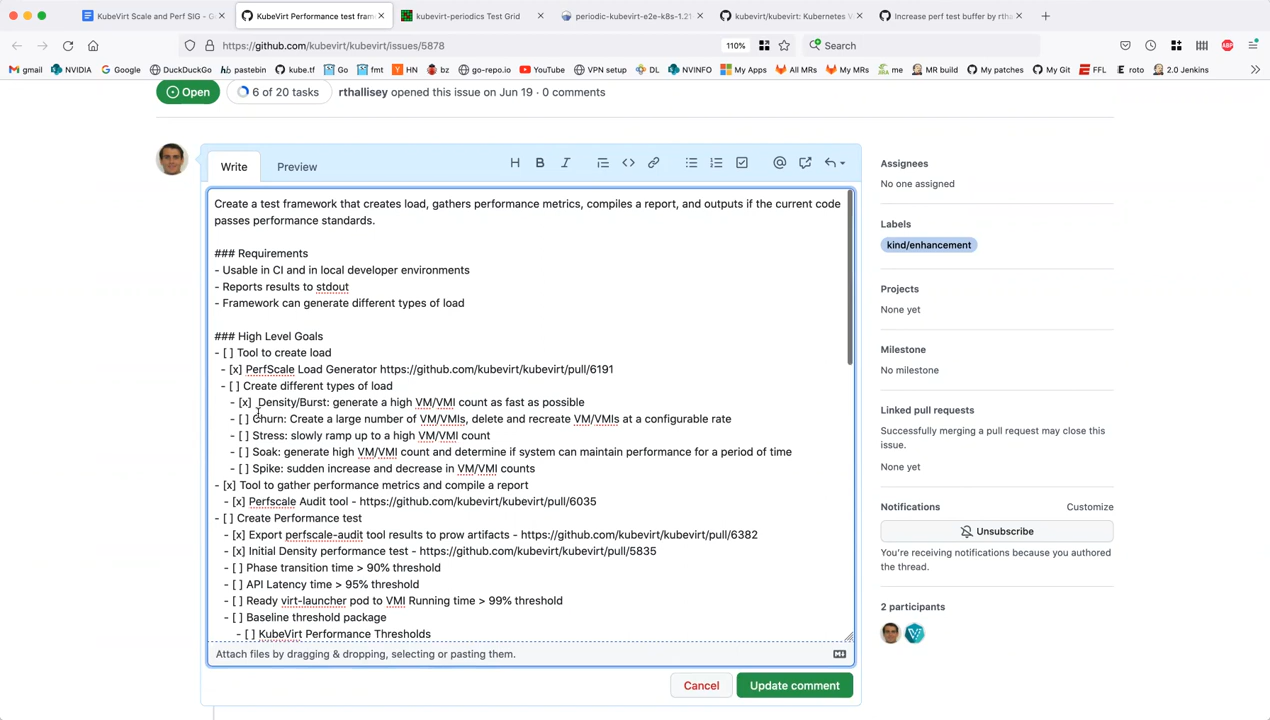 KubeVirt Scale and Perf SIG - G
KubeVirt Performance test fram
kubevirt-periodics Test Grid
periodic-kubevirt-e2e-k8s-1.21
kubevirt/kubevirt: Kubernetes V
Increase perf test buffer by rtha
https://github.com/kubevirt/kubevirt/issues/5878
110%
Search
gmail
NVIDIA
Google
DuckDuckGo
pastebin
kube.tf
Go
fmt
HN
bz
go-repo.io
YouTube
VPN setup
DL
NVINFO
My Apps
All MRs
My MRs
me
MR build
My patches
My Git
FFL
roto
2.0 Jenkins
Open
6 of 20 tasks
rthallisey opened this issue on Jun 19 · 0 comments
Write
Preview
Create a test framework that creates load, gathers performance metrics, compiles a report, and outputs if the current code
passes performance standards.
### Requirements
- Usable in CI and in local developer environments
- Reports results to stdout
- Framework can generate different types of load
### High Level Goals
- [ ] Tool to create load
- [x] PerfScale Load Generator https://github.com/kubevirt/kubevirt/pull/6191
- [ ] Create different types of load
- [x] Density/Burst: generate a high VM/VMI count as fast as possible
- [ ] Churn: Create a large number of VM/VMIs, delete and recreate VM/VMIs at a configurable rate
- [ ] Stress: slowly ramp up to a high VM/VMI count
- [ ] Soak: generate high VM/VMI count and determine if system can maintain performance for a period of time
- [ ] Spike: sudden increase and decrease in VM/VMI counts
- [x] Tool to gather performance metrics and compile a report
- [x] Perfscale Audit tool - https://github.com/kubevirt/kubevirt/pull/6035
- [ ] Create Performance test
- [x] Export perfscale-audit tool results to prow artifacts - https://github.com/kubevirt/kubevirt/pull/6382
- [x] Initial Density performance test - https://github.com/kubevirt/kubevirt/pull/5835
- [ ] Phase transition time > 90% threshold
- [ ] API Latency time > 95% threshold
- [ ] Ready virt-launcher pod to VMI Running time > 99% threshold
- [ ] Baseline threshold package
- [ ] KubeVirt Performance Thresholds
Attach files by dragging & dropping, selecting or pasting them.
Cancel
Update comment
Assignees
No one assigned
Labels
kind/enhancement
Projects
None yet
Milestone
No milestone
Linked pull requests
Successfully merging a pull request may close this
issue.
None yet
Notifications
Customize
Unsubscribe
You're receiving notifications because you authored
the thread.
2 participants